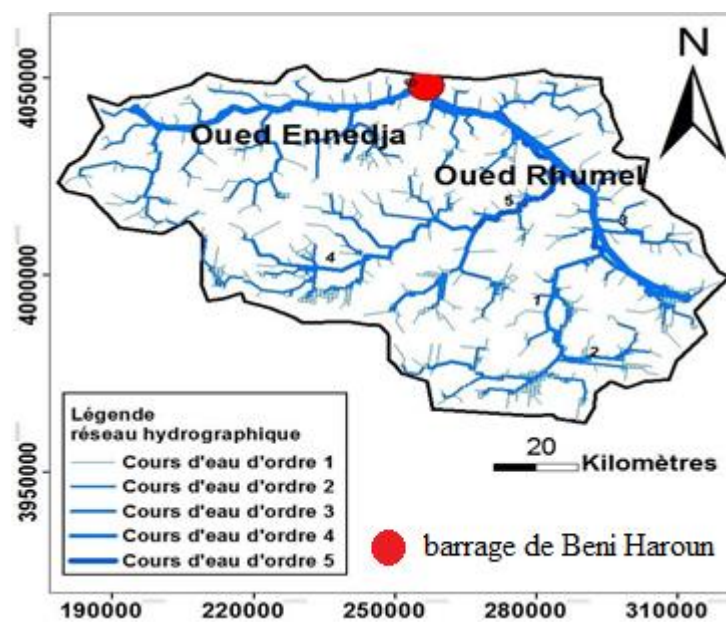 N
4050000
4000000
3950000
Oued Ennedja
Oued Rhumel
5
3
4
1
2
Légende
réseau hydrographique
Cours d'eau d'ordre 1
Cours d'eau d'ordre 2
Cours d'eau d'ordre 3
Cours d'eau d'ordre 4
Cours d'eau d'ordre 5
20
Kilomètres
barrage de Beni Haroun
190000 220000 250000 280000 310000